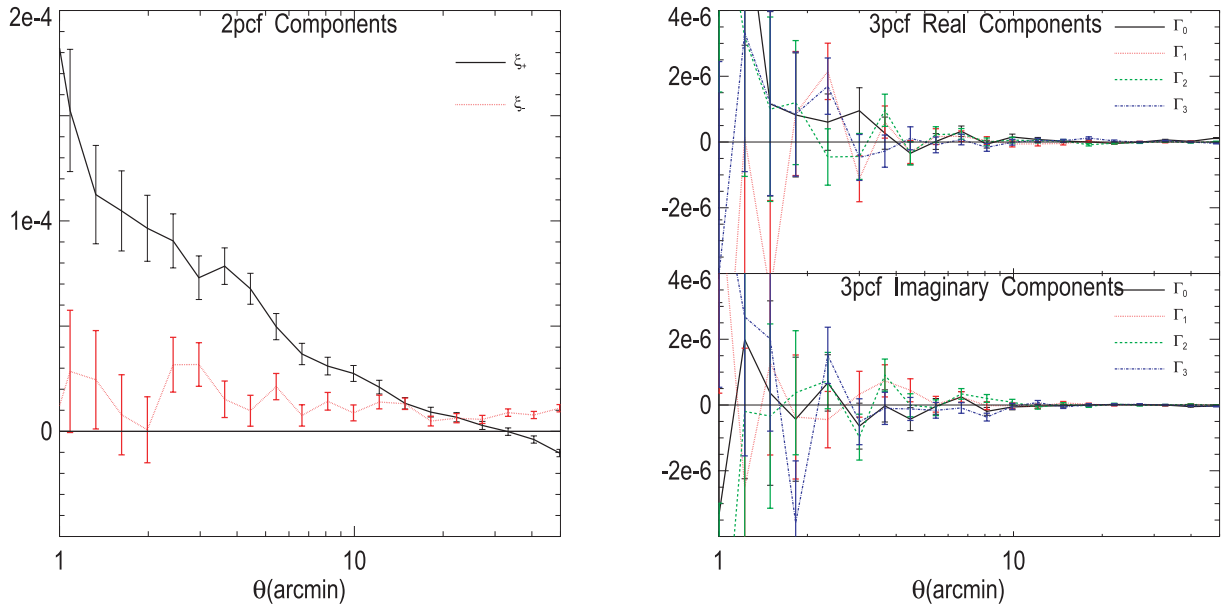 2pcf Components
2e-4
1e-4
0
ξ+
ξ-
1
10
θ(arcmin)
3pcf Real Components
4e-6
2e-6
0
-2e-6
Γ0
Γ1
Γ2
Γ3
3pcf Imaginary Components
4e-6
2e-6
0
-2e-6
Γ0
Γ1
Γ2
Γ3
1
10
θ(arcmin)